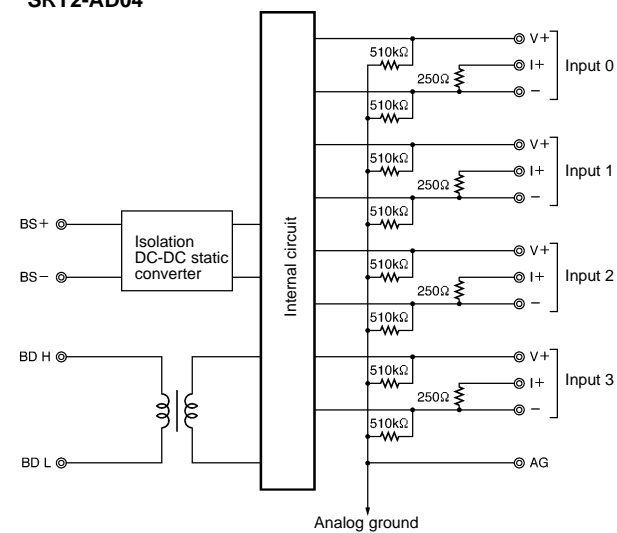 SRT2-AD04
510kΩ
V+
250Ω
I+
Input 0
510kΩ
−
510kΩ
V+
250Ω
I+
Input 1
510kΩ
−
BS+
BS−
Isolation
DC-DC static
converter
Internal circuit
510kΩ
V+
250Ω
I+
Input 2
510kΩ
−
BD H
BD L
510kΩ
V+
250Ω
I+
Input 3
510kΩ
−
AG
Analog ground